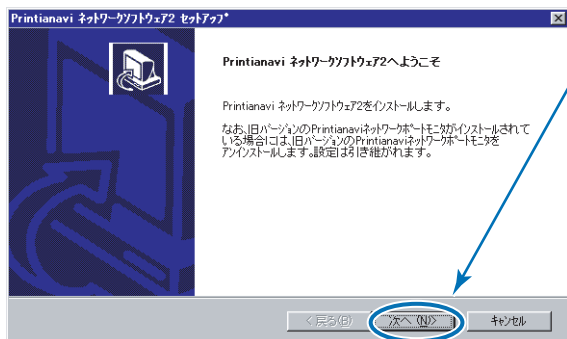 Printianavi ネットワークソフトウェア2 セットアップ
Printianavi ネットワークソフトウェア2へようこそ
Printianavi ネットワークソフトウェア2をインストールします。
なお、旧バージョンのPrintianaviネットワークポートモニタがインストールされて
いる場合には、旧バージョンのPrintianaviネットワークポートモニタを
アンインストールします。設定は引き継がれます。
< 戻る(B)
次へ (N)>
キャンセル